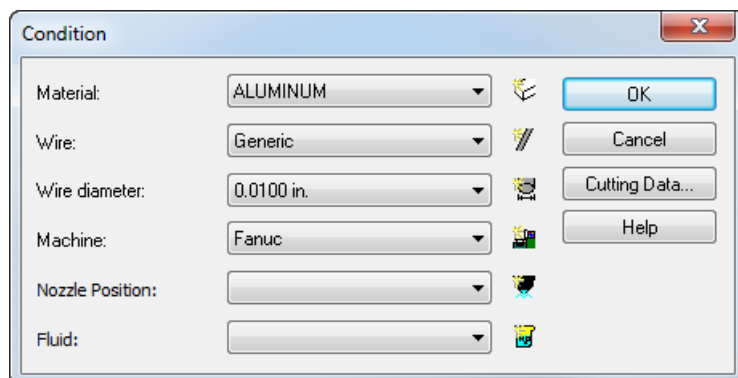 Condition
Material: ALUMINUM OK
Wire: Generic Cancel
Wire diameter: 0.0100 in. Cutting Data...
Machine: Fanuc Help
Nozzle Position:
Fluid: